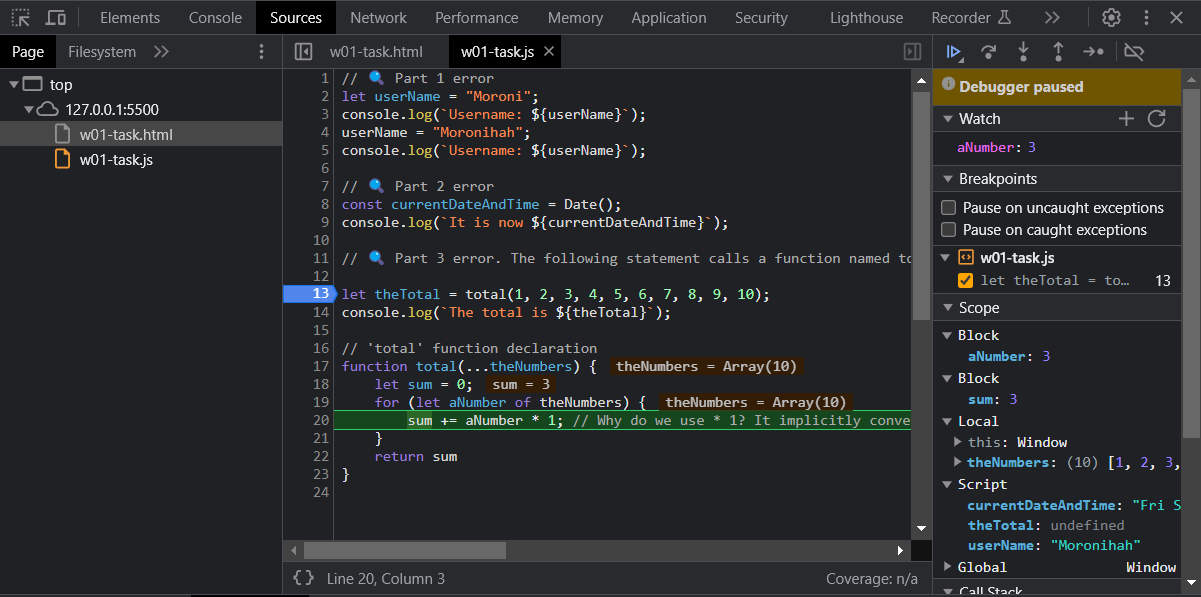 Elements Console Sources Network Performance Memory Application Security Lighthouse Recorder
Page Filesystem
w01-task.html w01-task.js
top
127.0.0.1:5500
w01-task.html
w01-task.js
1 // 🔍 Part 1 error
2 let userName = "Moroni";
3 console.log(`Username: ${userName}`);
4 userName = "Moronihah";
5 console.log(`Username: ${userName}`);
6
7 // 🔍 Part 2 error
8 const currentDateAndTime = Date();
9 console.log(`It is now ${currentDateAndTime}`);
10
11 // 🔍 Part 3 error. The following statement calls a function named to
12
13 let theTotal = total(1, 2, 3, 4, 5, 6, 7, 8, 9, 10);
14 console.log(`The total is ${theTotal}`);
15
16 // 'total' function declaration
17 function total(...theNumbers) { theNumbers = Array(10)
18 let sum = 0; sum = 3
19 for (let aNumber of theNumbers) { theNumbers = Array(10)
20 sum += aNumber * 1; // Why do we use * 1? It implicitly conve
21 }
22 return sum
23 }
24
{} Line 20, Column 3 Coverage: n/a
Debugger paused
Watch
aNumber: 3
Breakpoints
Pause on uncaught exceptions
Pause on caught exceptions
w01-task.js
let theTotal = to… 13
Scope
Block
aNumber: 3
Block
sum: 3
Local
this: Window
theNumbers: (10) [1, 2, 3,
Script
currentDateAndTime: "Fri S
theTotal: undefined
userName: "Moronihah"
Global Window
Call Stack